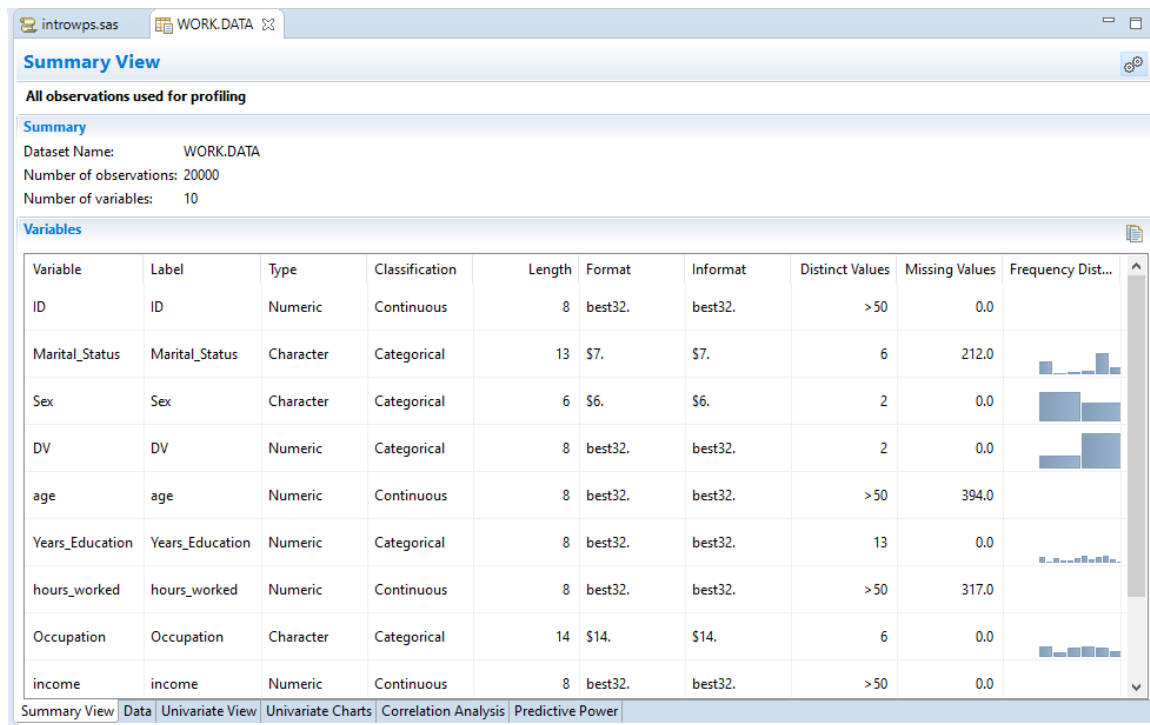 introwps.sas WORK.DATA
Summary View
All observations used for profiling
Summary
Dataset Name: WORK.DATA
Number of observations: 20000
Number of variables: 10
Variables
Variable Label Type Classification Length Format Informat Distinct Values Missing Values Frequency Dist...
ID ID Numeric Continuous 8 best32. best32. >50 0.0
Marital_Status Marital_Status Character Categorical 13 $7. $7. 6 212.0
Sex Sex Character Categorical 6 $6. $6. 2 0.0
DV DV Numeric Categorical 8 best32. best32. 2 0.0
age age Numeric Continuous 8 best32. best32. >50 394.0
Years_Education Years_Education Numeric Categorical 8 best32. best32. 13 0.0
hours_worked hours_worked Numeric Continuous 8 best32. best32. >50 317.0
Occupation Occupation Character Categorical 14 $14. $14. 6 0.0
income income Numeric Continuous 8 best32. best32. >50 0.0
Summary View Data Univariate View Univariate Charts Correlation Analysis Predictive Power